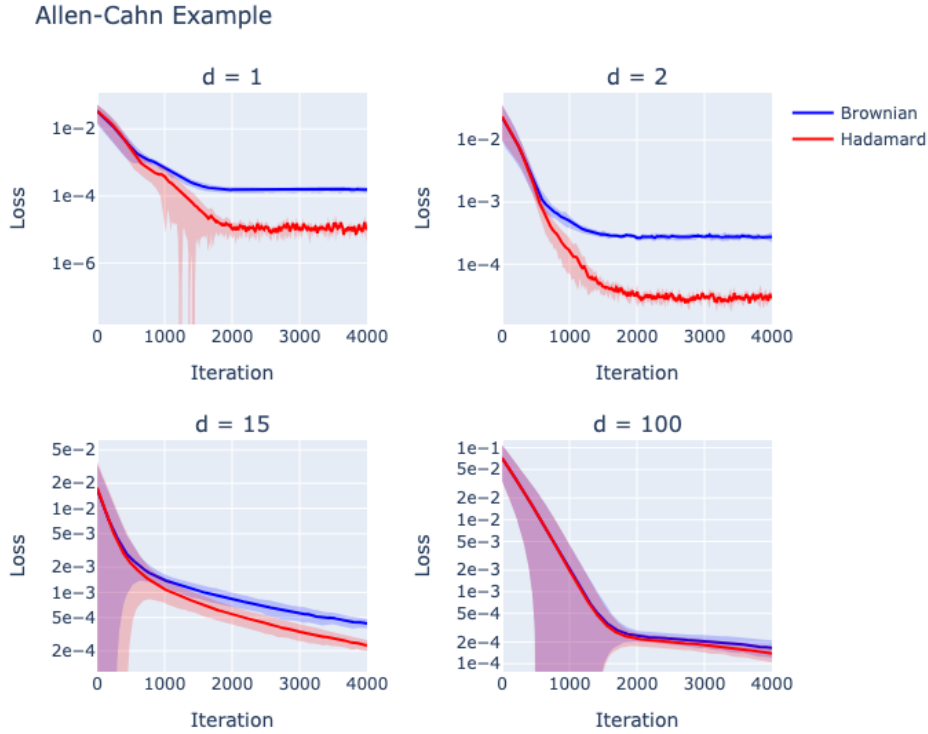 Allen-Cahn Example
d = 1
d = 2
Brownian
Hadamard
1e−2
1e−4
1e−6
Loss
0 1000 2000 3000 4000
Iteration
1e−2
1e−3
1e−4
Loss
0 1000 2000 3000 4000
Iteration
d = 15
d = 100
5e−2
2e−2
1e−2
5e−3
2e−3
1e−3
5e−4
2e−4
Loss
0 1000 2000 3000 4000
Iteration
1e−1
5e−2
2e−2
1e−2
5e−3
2e−3
1e−3
5e−4
2e−4
1e−4
Loss
0 1000 2000 3000 4000
Iteration